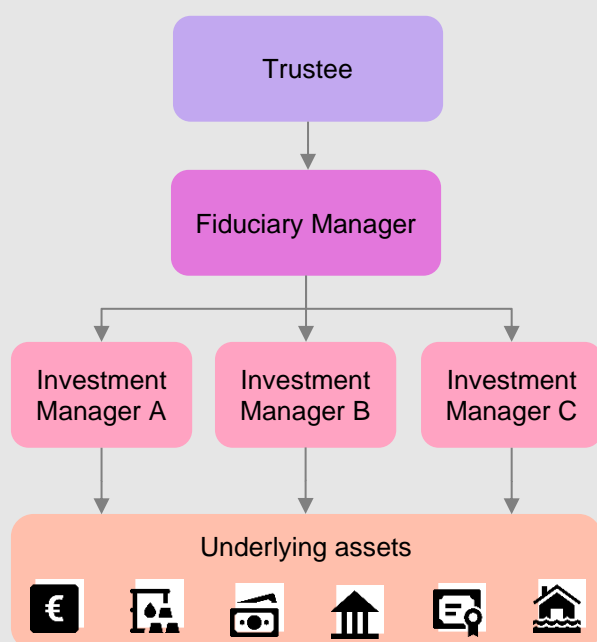 Trustee
Fiduciary Manager
Investment
Manager A
Investment
Manager B
Investment
Manager C
Underlying assets
€